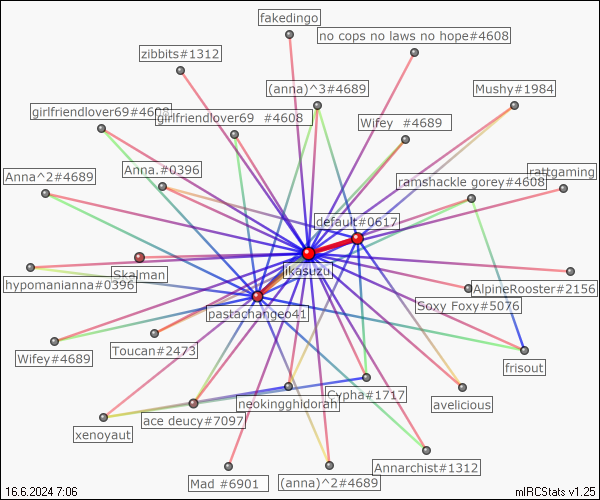 fakedingo
no cops no laws no hope#4608
zibbits#1312
(anna)^3#4689
Mushy#1984
girlfriendlover69#4608
girlfriendlover69 #4608
Wifey #4689
Anna^2#4689
Anna.#0396
rattgaming
ramshackle gorey#4608
default#0617
Skalman
ikasuzu
hypomanianna#0396
AlpineRooster#2156
Soxy Foxy#5076
pastachangeo41
Wifey#4689
Toucan#2473
frisout
Cypha#1717
neokingghidorah
avelicious
ace deucy#7097
xenoyaut
Annarchist#1312
Mad #6901
(anna)^2#4689
16.6.2024 7:06
mIRCStats v1.25